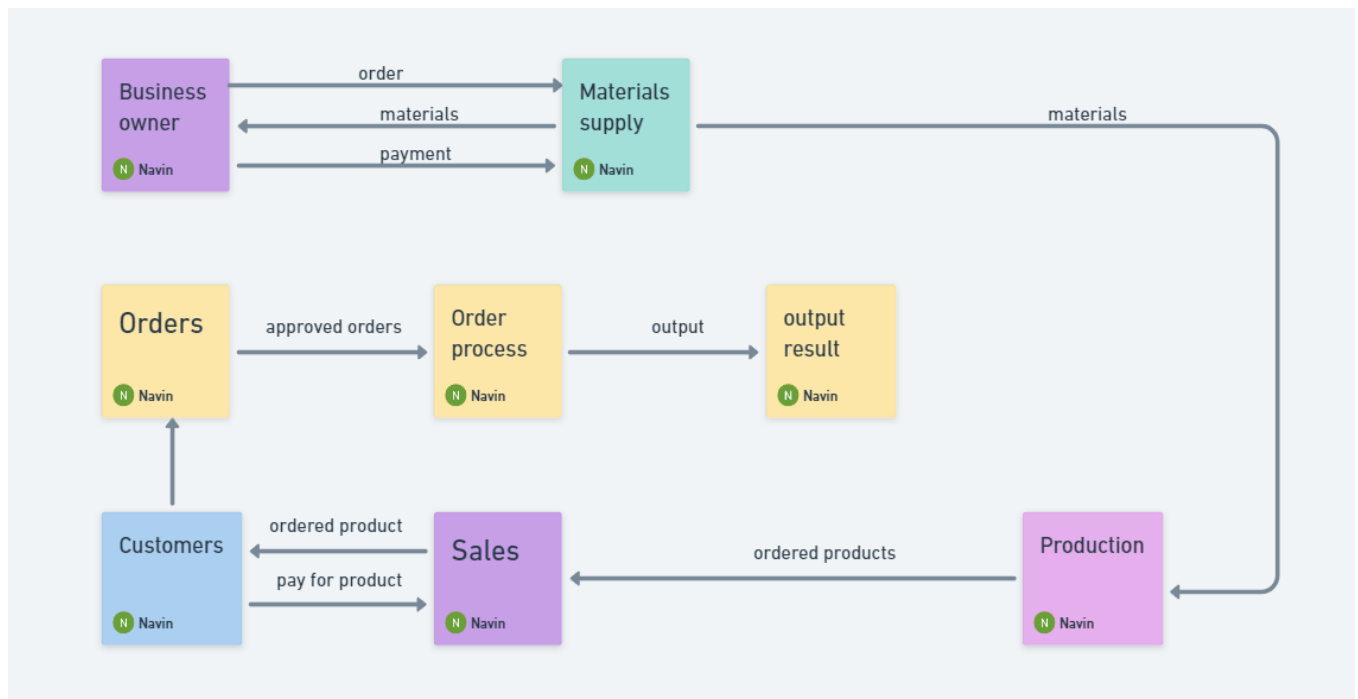 Business
owner
N Navin
order
materials
payment
Materials
supply
N Navin
materials
Orders
N Navin
approved orders
Order
process
N Navin
output
output
result
N Navin
Customers
N Navin
ordered product
pay for product
Sales
N Navin
ordered products
Production
N Navin